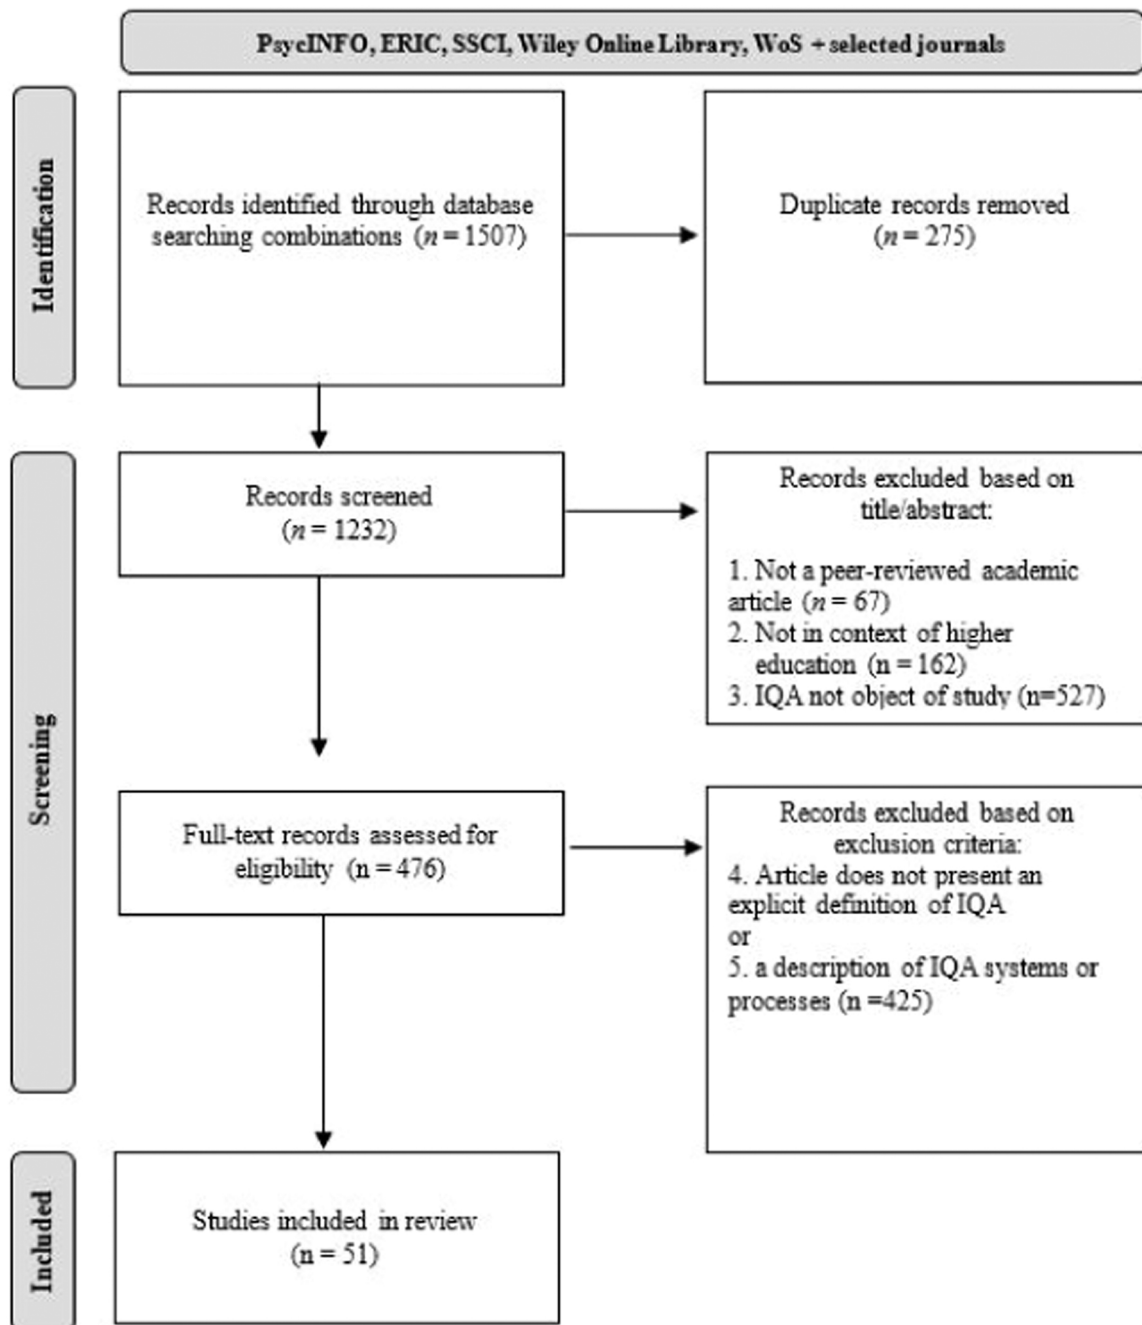 PsycINFO, ERIC, SSCI, Wiley Online Library, WoS + selected journals
Identification
Records identified through database
searching combinations (n = 1507)
Duplicate records removed
(n = 275)
Screening
Records screened
(n = 1232)
Records excluded based on
title/abstract:
1. Not a peer-reviewed academic
article (n = 67)
2. Not in context of higher
education (n = 162)
3. IQA not object of study (n=527)
Full-text records assessed for
eligibility (n = 476)
Records excluded based on
exclusion criteria:
4. Article does not present an
explicit definition of IQA
or
5. a description of IQA systems or
processes (n =425)
Included
Studies included in review
(n = 51)